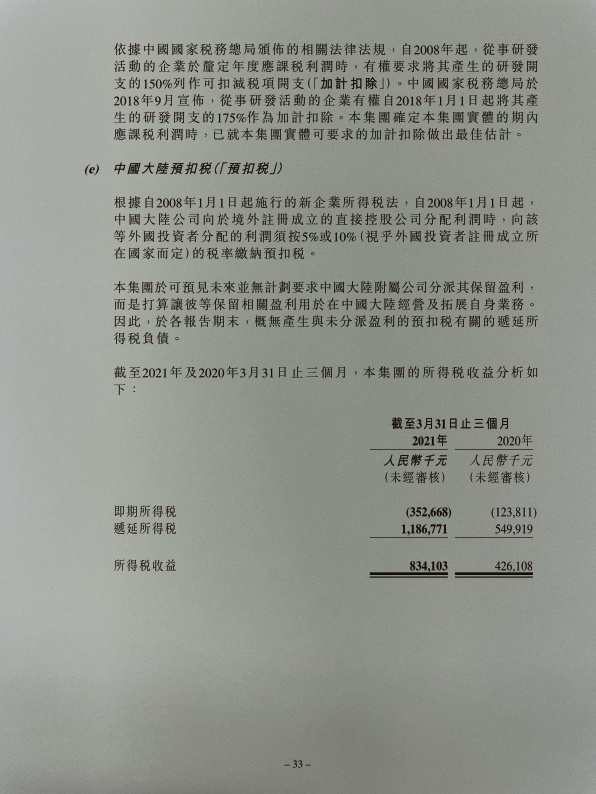 依據中國國家税務總局頒佈的相關法律法規，自2008年起，從事研發
活動的企業於釐定年度應課税利潤時，有權要求將其產生的研發開
支的150%列作可扣減税項開支(「加計扣除」)。中國國家税務總局於
2018年9月宣佈，從事研發活動的企業有權自2018年1月1日起將其產
生的研發開支的175%作為加計扣除。本集團確定本集團實體的期內
應課税利潤時，已就本集團實體可要求的加計扣除做出最佳估計。
(e) 中國大陸預扣税(「預扣税」)
根據自2008年1月1日起施行的新企業所得税法，自2008年1月1日起，
中國大陸公司向於境外註冊成立的直接控股公司分配利潤時，向該
等外國投資者分配的利潤須按5%或10% (視乎外國投資者註冊成立所
在國家而定) 的税率繳納預扣税。
本集團於可預見未來並無計劃要求中國大陸附屬公司分派其保留盈利，
而是打算讓彼等保留相關盈利用於在中國大陸經營及拓展自身業務。
因此，於各報告期末，概無產生與未分派盈利的預扣税有關的遞延所
得税負債。
截至2021年及2020年3月31日止三個月，本集團的所得税收益分析如
下：
截至3月31日止三個月
2021年 2020年
人民幣千元 人民幣千元
(未經審核) (未經審核)
即期所得税 (352,668) (123,811)
遞延所得税 1,186,771 549,919
所得税收益 834,103 426,108
– 33 –